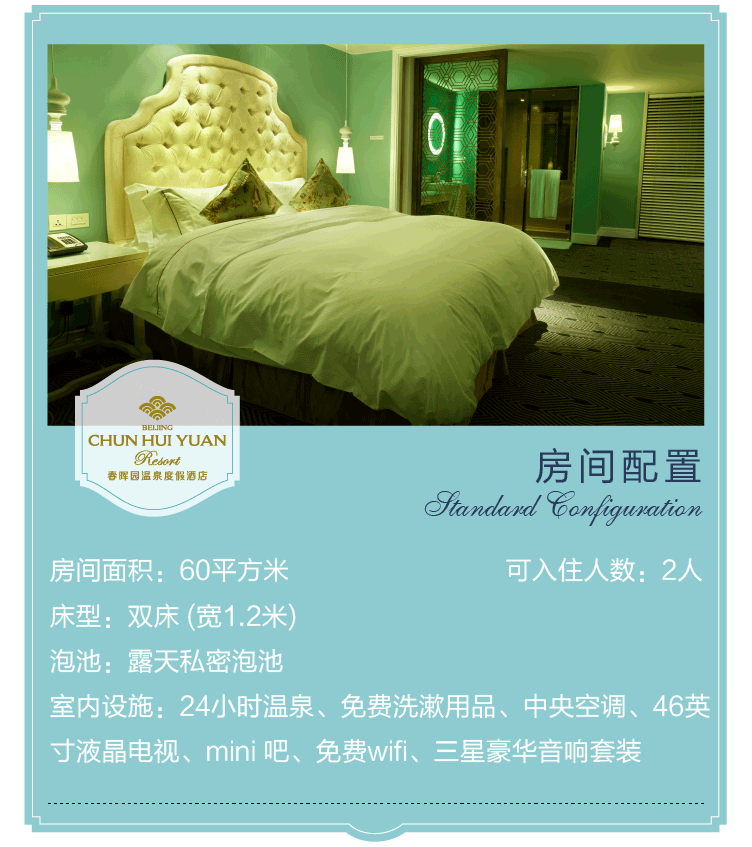 BEIJING
CHUN HUI YUAN
Resort
春晖园温泉度假酒店
房间配置
Standard Configuration
房间面积：60平方米
可入住人数：2人
床型：双床 (宽1.2米)
泡池：露天私密泡池
室内设施：24小时温泉、免费洗漱用品、中央空调、46英
寸液晶电视、mini 吧、免费wifi、三星豪华音响套装